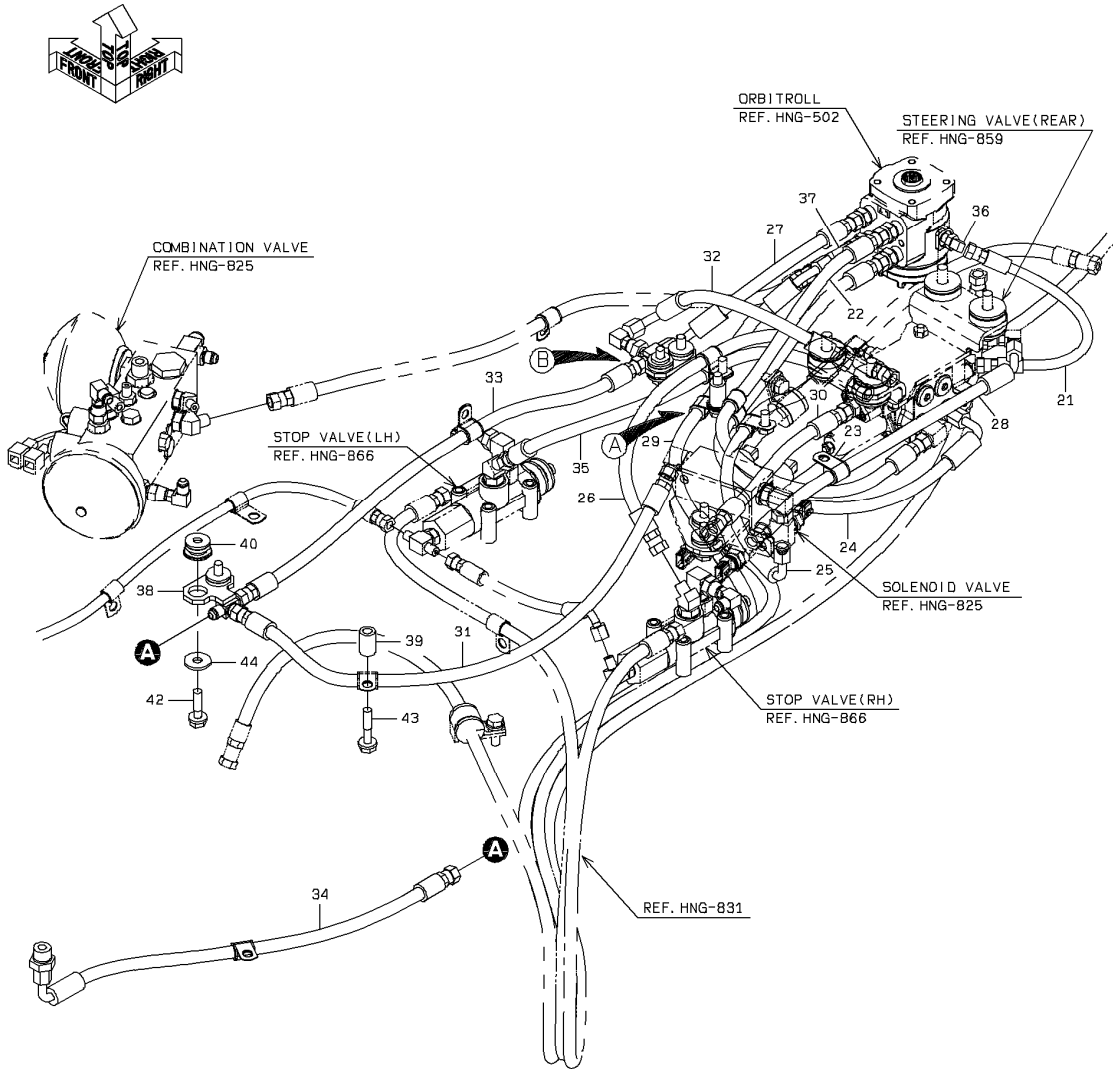 TOP
TOP
FRONT
RIGHT
FRONT
RIGHT
ORBITROLL
REF. HNG-502
STEERING VALVE(REAR)
REF. HNG-859
37
36
27
COMBINATION VALVE
REF. HNG-825
32
22
B
33
21
30
28
STOP VALVE(LH)
REF. HNG-866
A
29
23
35
26
24
40
25
38
SOLENOID VALVE
REF. HNG-825
A
39
31
44
42
43
STOP VALVE(RH)
REF. HNG-866
A
34
REF. HNG-831